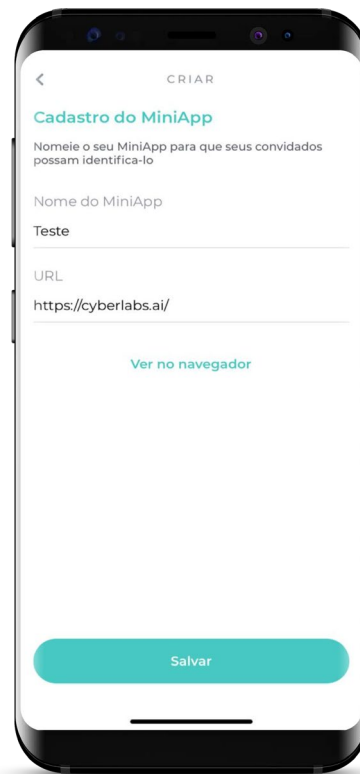 CRIAR
Cadastro do MiniApp
Nomeie o seu MiniApp para que seus convidados
possam identifica-lo
Nome do MiniApp
Teste
URL
https://cyberlabs.ai/
Ver no navegador
Salvar